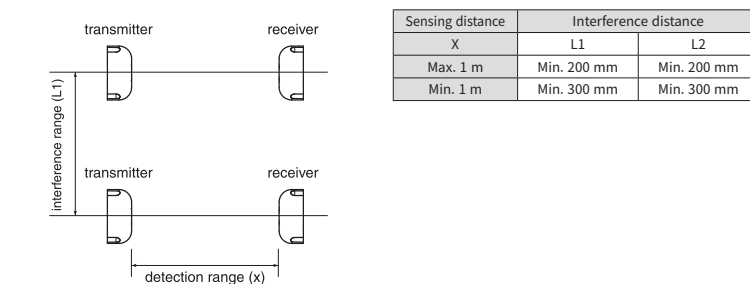 transmitter receiver
interference range (L1)
transmitter receiver
detection range (x)
Sensing distance Interference distance
X L1 L2
Max. 1 m Min. 200 mm Min. 200 mm
Min. 1 m Min. 300 mm Min. 300 mm